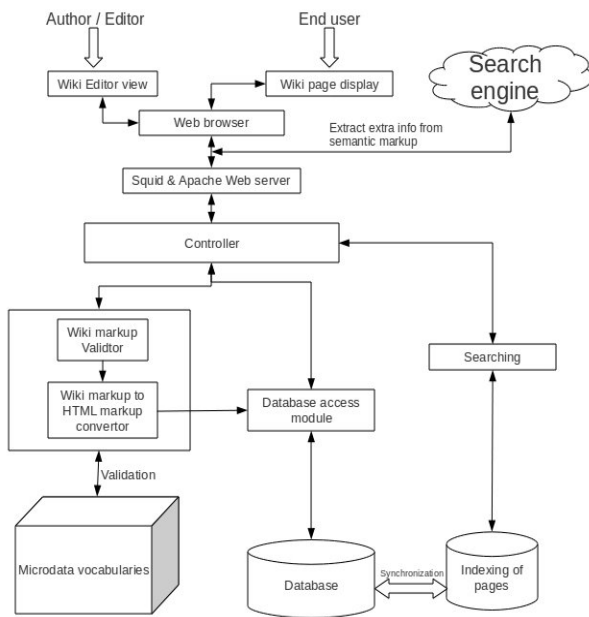 Author / Editor
End user
Wiki Editor view
Wiki page display
Search
engine
Web browser
Extract extra info from
semantic markup
Squid & Apache Web server
Controller
Wiki markup
Validtor
Searching
Wiki markup to
HTML markup
convertor
Database access
module
Validation
Microdata vocabularies
Database
Synchronization
Indexing of
pages